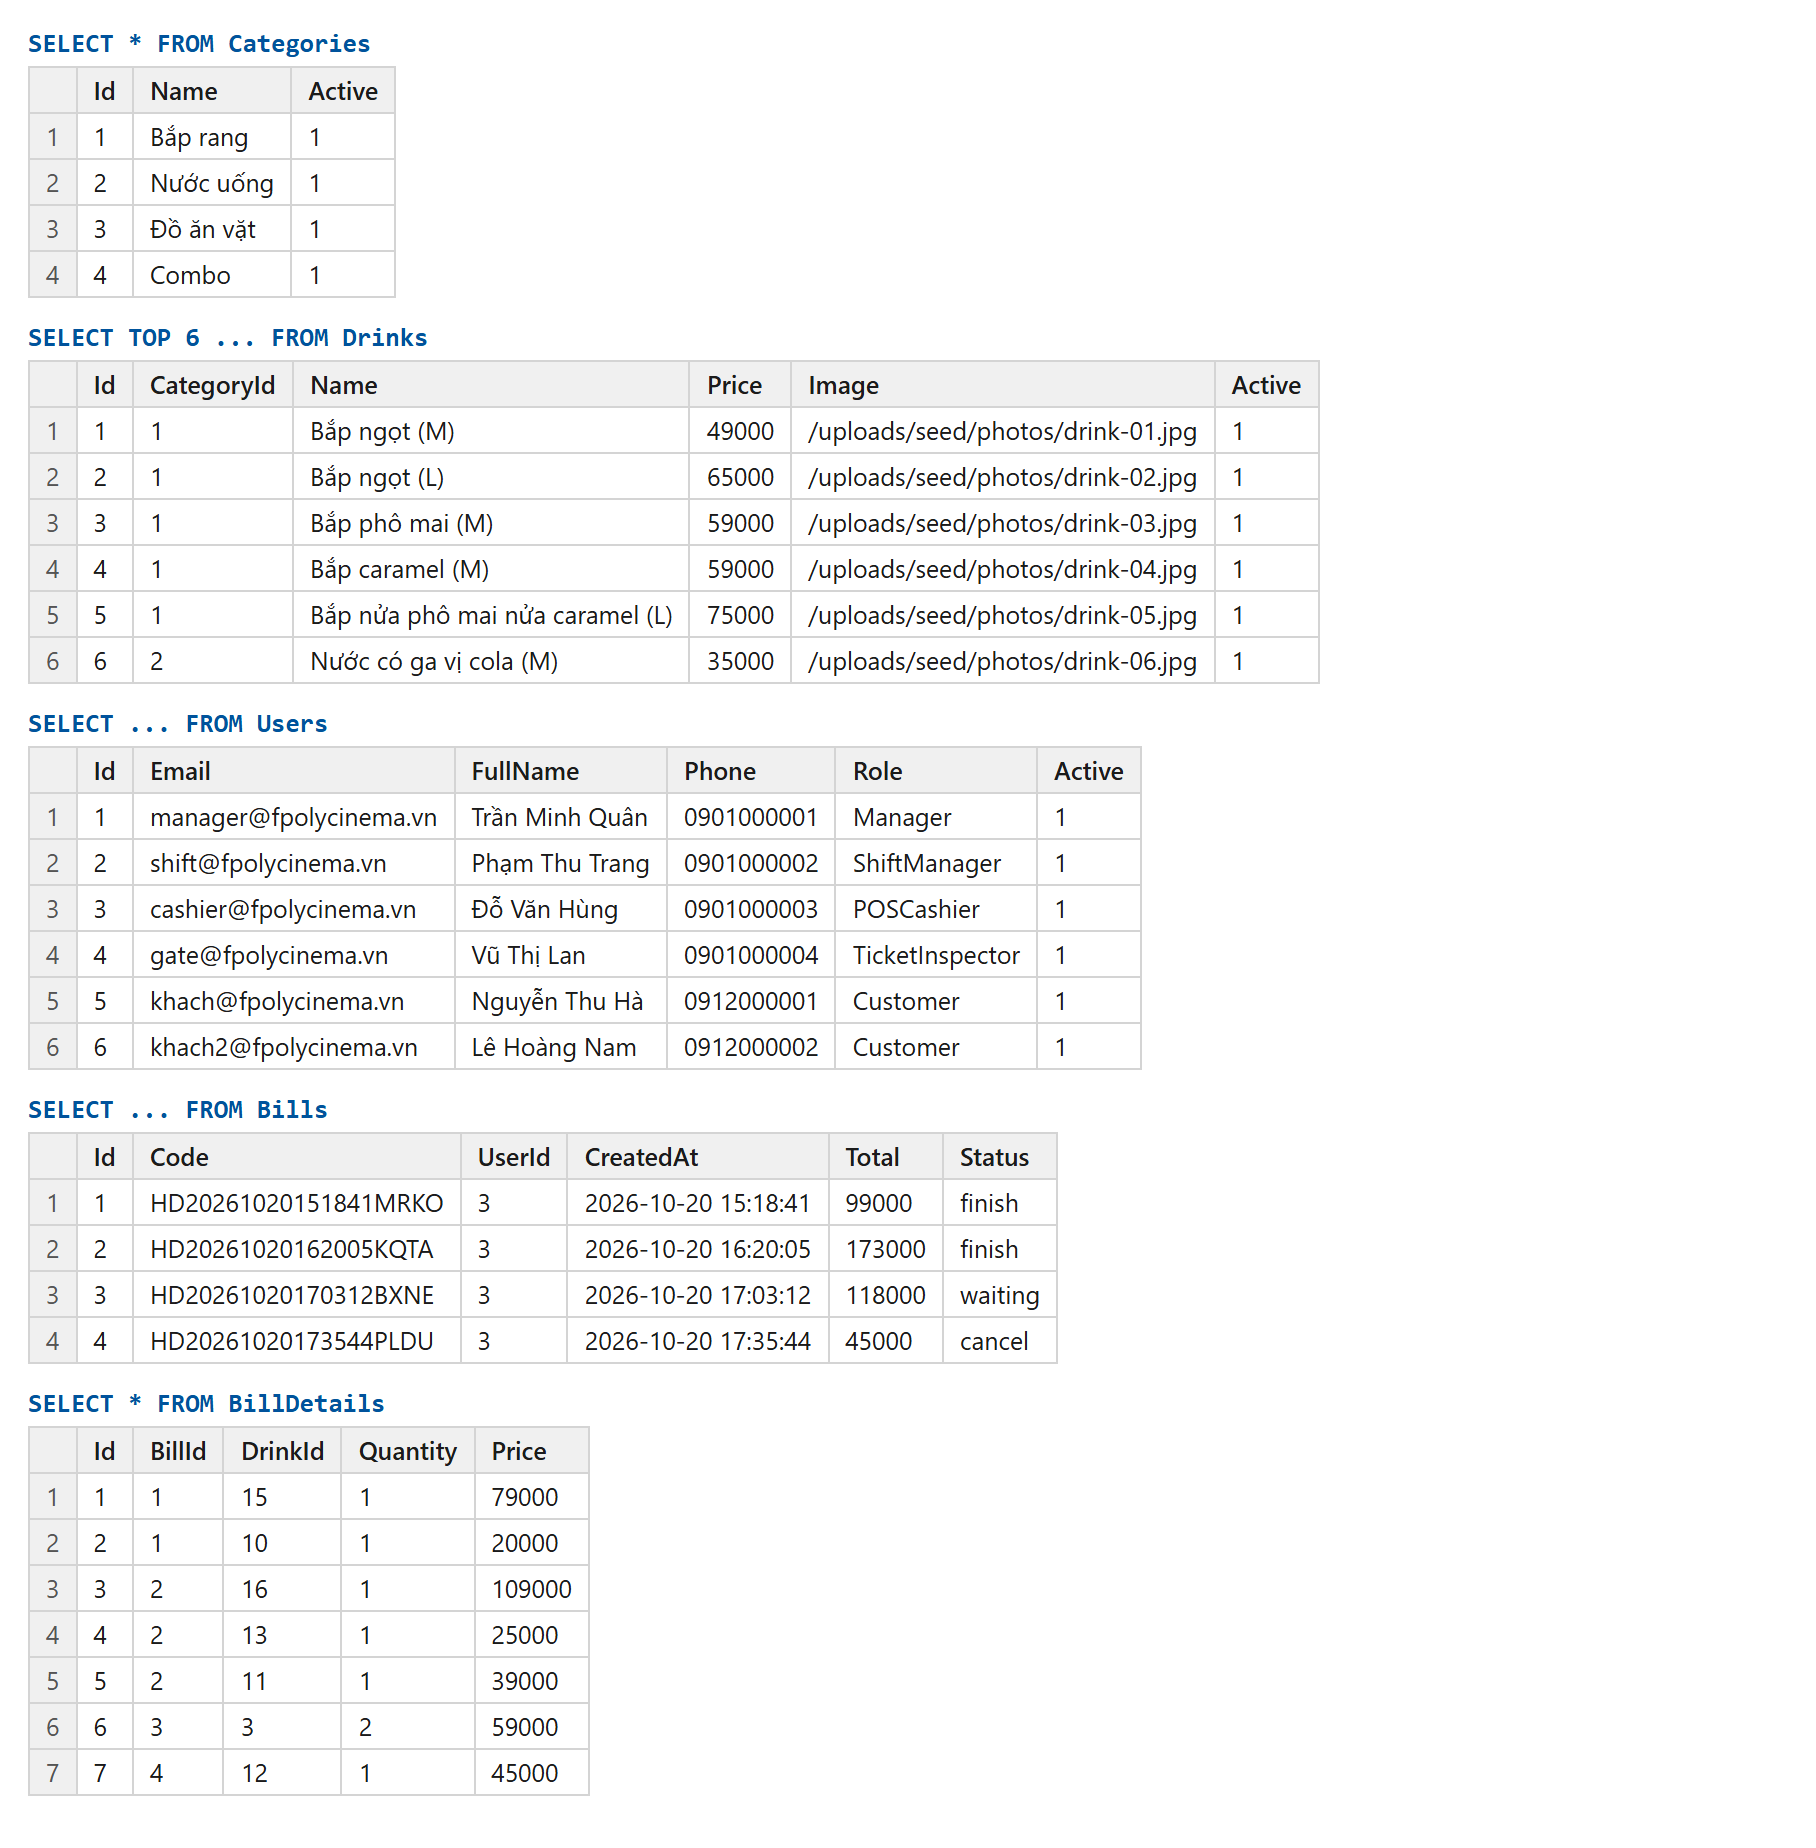 SELECT * FROM Categories
Id Name Active
1 1 Bắp rang 1
2 2 Nước uống 1
3 3 Đồ ăn vặt 1
4 4 Combo 1
SELECT TOP 6 ... FROM Drinks
Id CategoryId Name Price Image Active
1 1 1 Bắp ngọt (M) 49000 /uploads/seed/photos/drink-01.jpg 1
2 2 1 Bắp ngọt (L) 65000 /uploads/seed/photos/drink-02.jpg 1
3 3 1 Bắp phô mai (M) 59000 /uploads/seed/photos/drink-03.jpg 1
4 4 1 Bắp caramel (M) 59000 /uploads/seed/photos/drink-04.jpg 1
5 5 1 Bắp nửa phô mai nửa caramel (L) 75000 /uploads/seed/photos/drink-05.jpg 1
6 6 2 Nước có ga vị cola (M) 35000 /uploads/seed/photos/drink-06.jpg 1
SELECT ... FROM Users
Id Email FullName Phone Role Active
1 1 manager@fpolycinema.vn Trần Minh Quân 0901000001 Manager 1
2 2 shift@fpolycinema.vn Phạm Thu Trang 0901000002 ShiftManager 1
3 3 cashier@fpolycinema.vn Đỗ Văn Hùng 0901000003 POSCashier 1
4 4 gate@fpolycinema.vn Vũ Thị Lan 0901000004 TicketInspector 1
5 5 khach@fpolycinema.vn Nguyễn Thu Hà 0912000001 Customer 1
6 6 khach2@fpolycinema.vn Lê Hoàng Nam 0912000002 Customer 1
SELECT ... FROM Bills
Id Code UserId CreatedAt Total Status
1 1 HD20261020151841MRKO 3 2026-10-20 15:18:41 99000 finish
2 2 HD20261020162005KQTA 3 2026-10-20 16:20:05 173000 finish
3 3 HD20261020170312BXNE 3 2026-10-20 17:03:12 118000 waiting
4 4 HD20261020173544PLDU 3 2026-10-20 17:35:44 45000 cancel
SELECT * FROM BillDetails
Id BillId DrinkId Quantity Price
1 1 1 15 1 79000
2 2 1 10 1 20000
3 3 2 16 1 109000
4 4 2 13 1 25000
5 5 2 11 1 39000
6 6 3 3 2 59000
7 7 4 12 1 45000